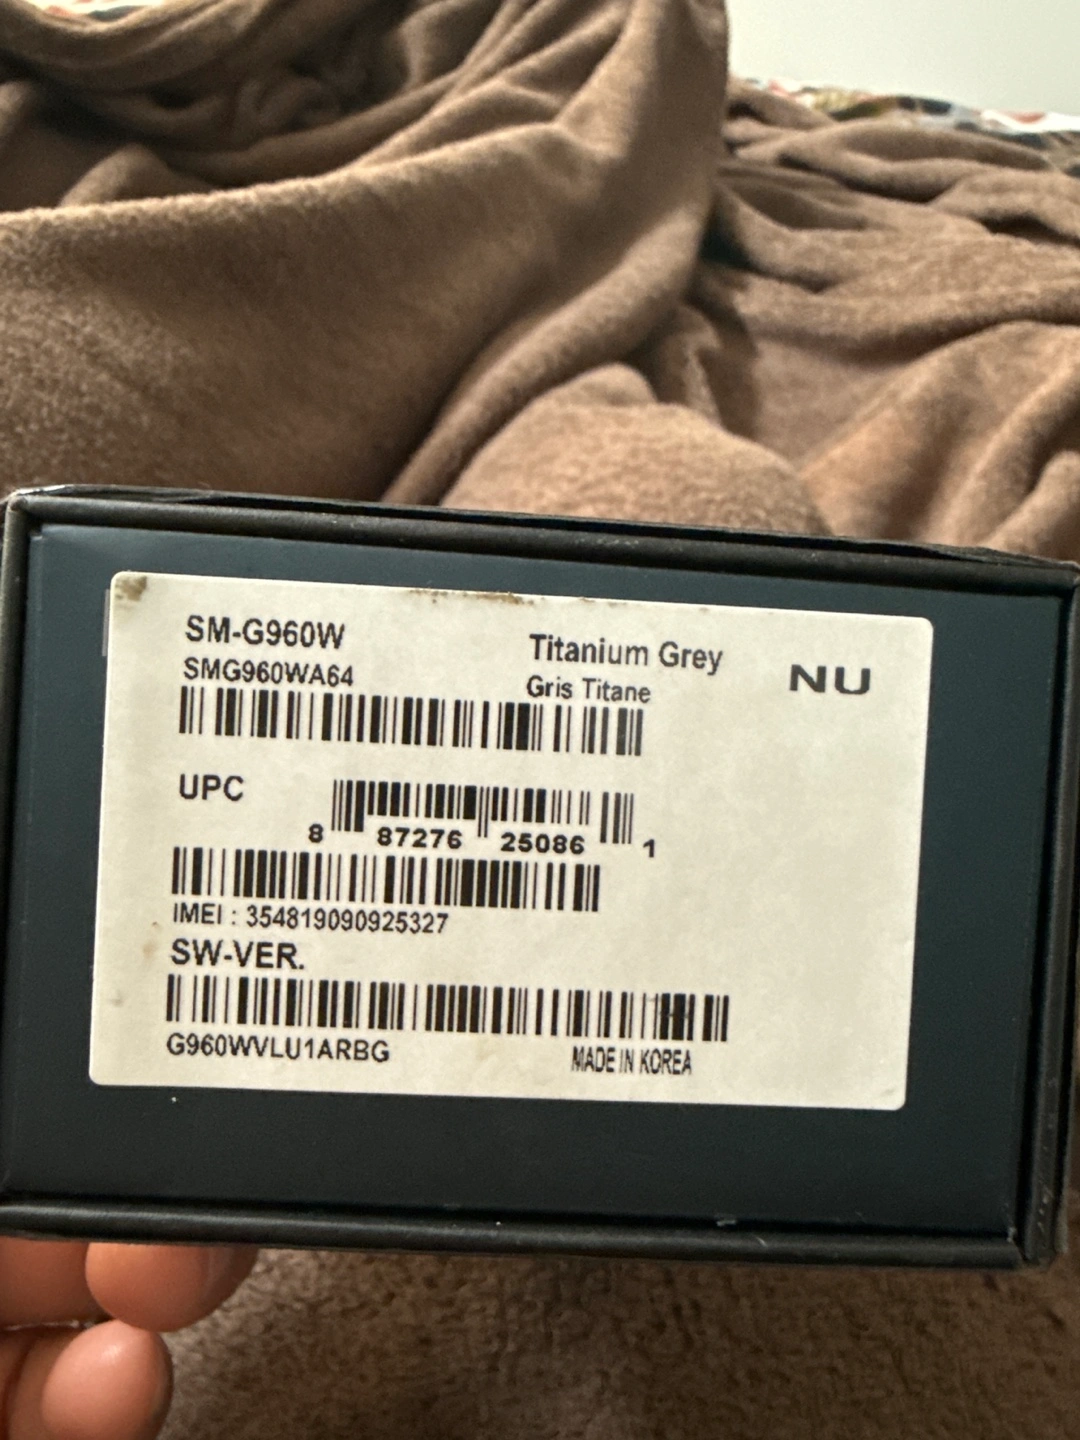 SM-G960W
SMG960WA64
Titanium Grey
Gris Titane
NU
UPC
8 87276 25086 1
IMEI : 354819090925327
SW-VER.
G960WVLU1ARBG
MADE IN KOREA